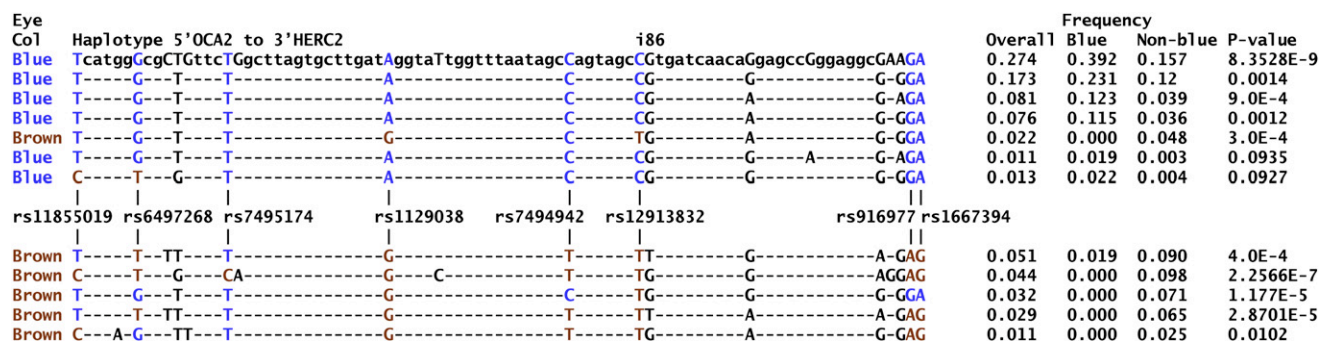 Eye Frequency
Col Haplotype 5'OCA2 to 3'HERC2 i86 Overall Blue Non-blue P-value
Blue TcatggGcgCTGttcTGgcttagtgcttgatAggtaTtggtttaatagcCagtagcCGtgatcaacaGgagccGggaggcGAAGA 0.274 0.392 0.157 8.3528E-9
Blue T-----G---T----T---------------A-----------------C------CG---------G------------G-GGA 0.173 0.231 0.12 0.0014
Blue T-----G---T----T---------------A-----------------C------CG---------G------------G-AGA 0.081 0.123 0.039 9.0E-4
Blue T-----G---T----T---------------A-----------------C------CG---------A------------G-GGA 0.076 0.115 0.036 0.0012
Brown T-----G---T----T---------------G-----------------C------TG---------A------------G-GGA 0.022 0.000 0.048 3.0E-4
Blue T-----G---T----T---------------A-----------------C------CG---------G-----A------G-AGA 0.011 0.019 0.003 0.0935
Blue C-----T---G----T---------------A-----------------C------CG---------G------------G-GGA 0.013 0.022 0.004 0.0927
rs11855019 rs6497268 rs7495174 rs1129038 rs7494942 rs12913832 rs916977 rs1667394
Brown T-----T--TT----T---------------G-----------------T------TT---------G------------A-GAG 0.051 0.019 0.090 4.0E-4
Brown C-----T---G----CA--------------G----C------------T------TG---------G------------AGGAG 0.044 0.000 0.098 2.2566E-7
Brown T-----G---T----T---------------G-----------------C------TG---------G------------G-GGA 0.032 0.000 0.071 1.177E-5
Brown T-----T--TT----T---------------G-----------------T------TT---------A------------G-GAG 0.029 0.000 0.065 2.8701E-5
Brown C---A-G---TT---T---------------G-----------------T------TG---------A------------G-GAG 0.011 0.000 0.025 0.0102